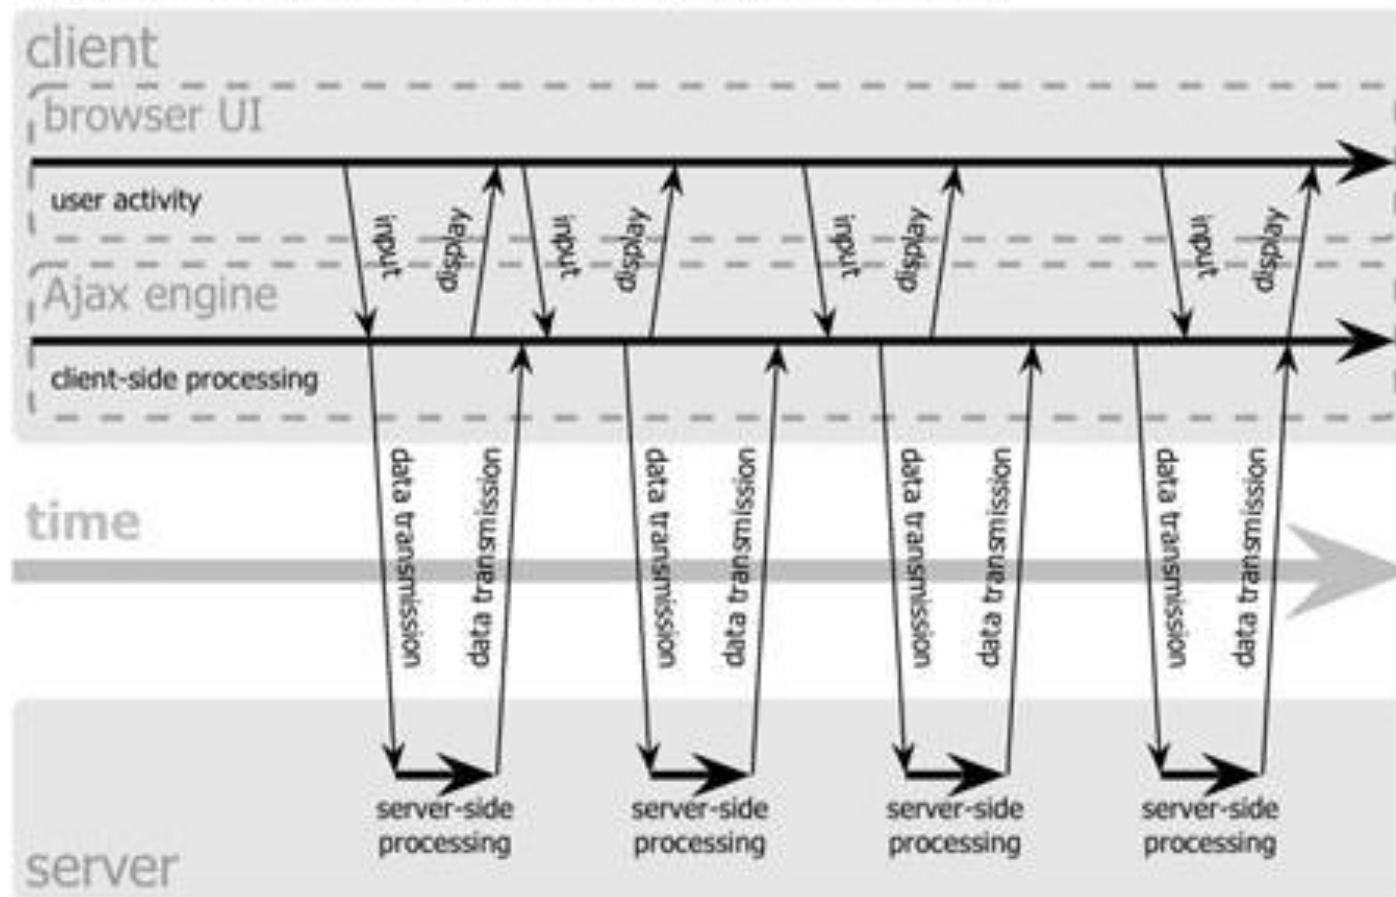 client
browser UI
user activity
input
display
input
display
input
display
input
display
Ajax engine
client-side processing
data transmission
data transmission
data transmission
data transmission
data transmission
data transmission
data transmission
data transmission
time
server-side
processing
server-side
processing
server-side
processing
server-side
processing
server